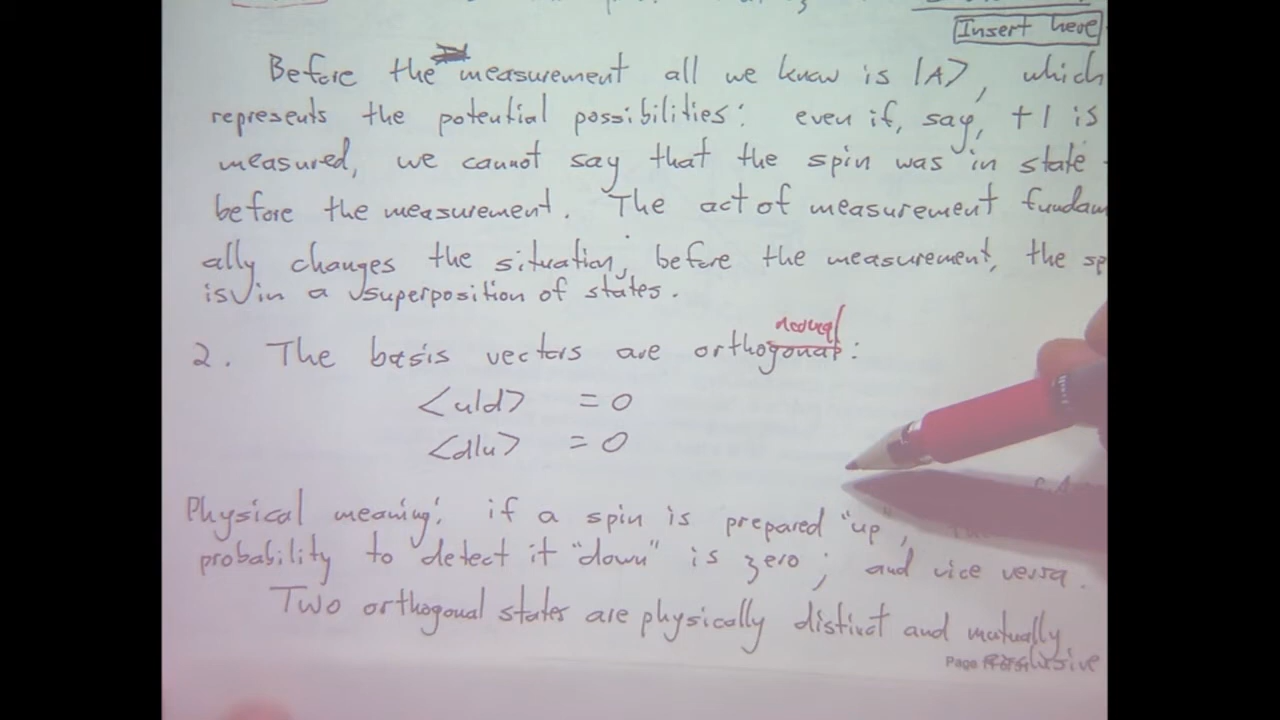 Insert here
Before the measurement all we know is |A>, which
represents the potential possibilities: even if, say, +1 is
measured, we cannot say that the spin was in state
before the measurement. The act of measurement fundam
ally changes the situation; before the measurement, the sp
is in a superposition of states.
normal
2. The basis vectors are orthogonal:
<u|d> = 0
<d|u> = 0
Physical meaning: if a spin is prepared "up",
probability to detect it "down" is zero; and vice versa.
Two orthogonal states are physically distinct and mutually
exclusive
Page